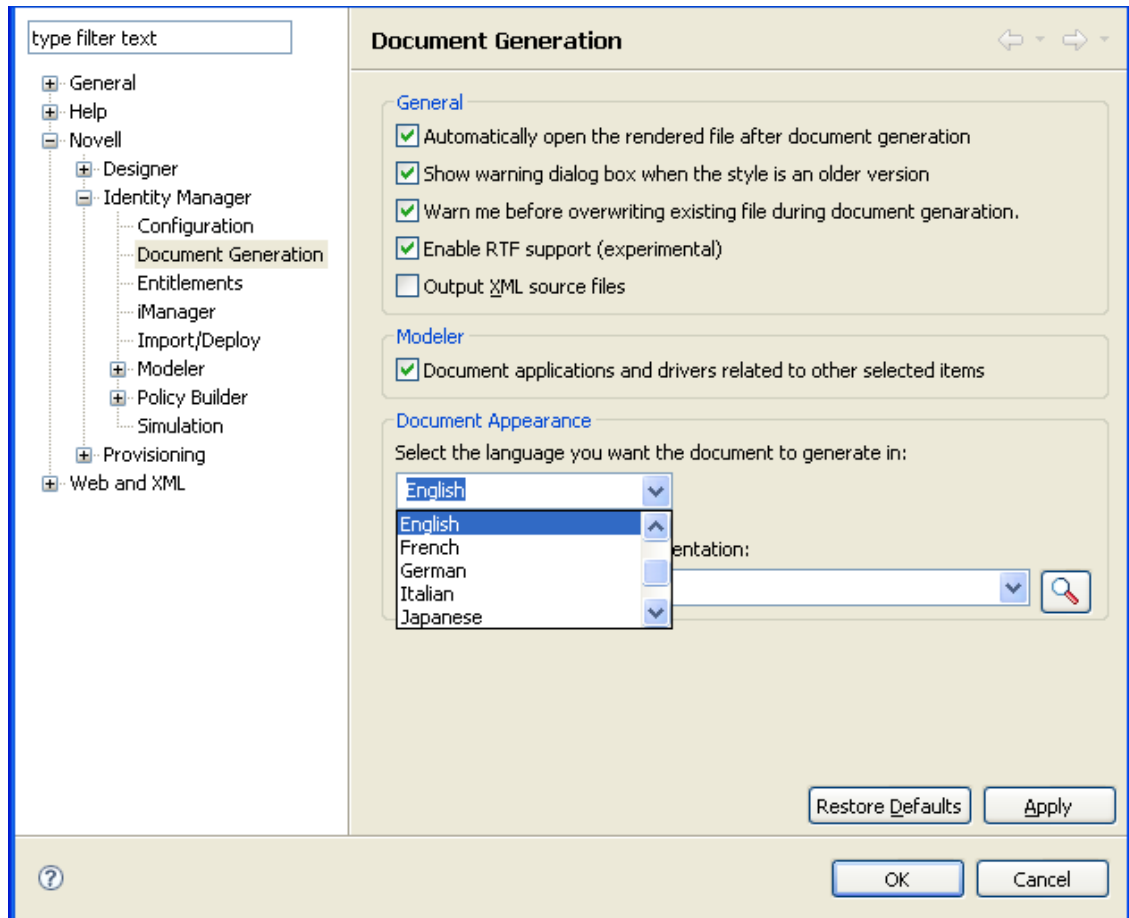 type filter text
General
Help
Novell
Designer
Identity Manager
Configuration
Document Generation
Entitlements
iManager
Import/Deploy
Modeler
Policy Builder
Simulation
Provisioning
Web and XML
Document Generation
General
Automatically open the rendered file after document generation
Show warning dialog box when the style is an older version
Warn me before overwriting existing file during document genaration.
Enable RTF support (experimental)
Output XML source files
Modeler
Document applications and drivers related to other selected items
Document Appearance
Select the language you want the document to generate in:
English
English
French
German
Italian
Japanese
entation:
Restore Defaults
Apply
OK
Cancel